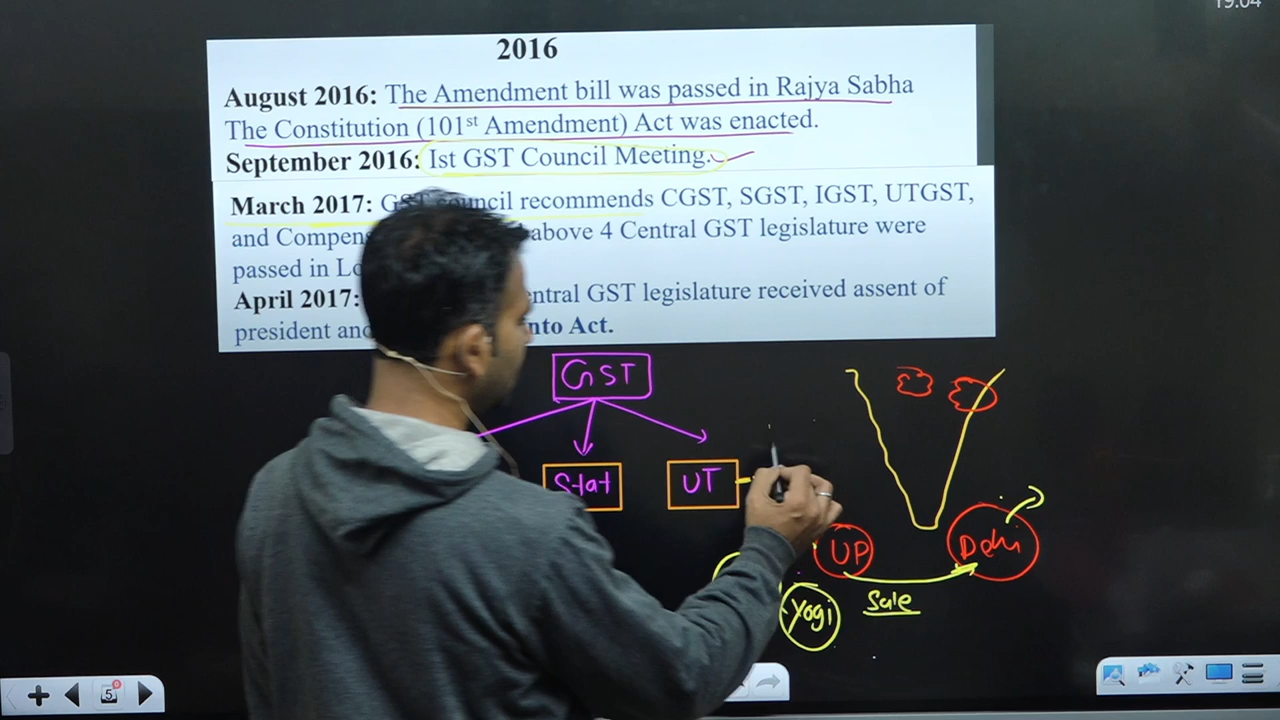 19:04
2016
August 2016: The Amendment bill was passed in Rajya Sabha
The Constitution (101st Amendment) Act was enacted.
September 2016: Ist GST Council Meeting.
March 2017: GST council recommends CGST, SGST, IGST, UTGST,
and Compen above 4 Central GST legislature were
passed in Lo
April 2017: entral GST legislature received assent of
president and nto Act.
GST
Stat
UT
UP
Delhi
Yogi
Sale
5